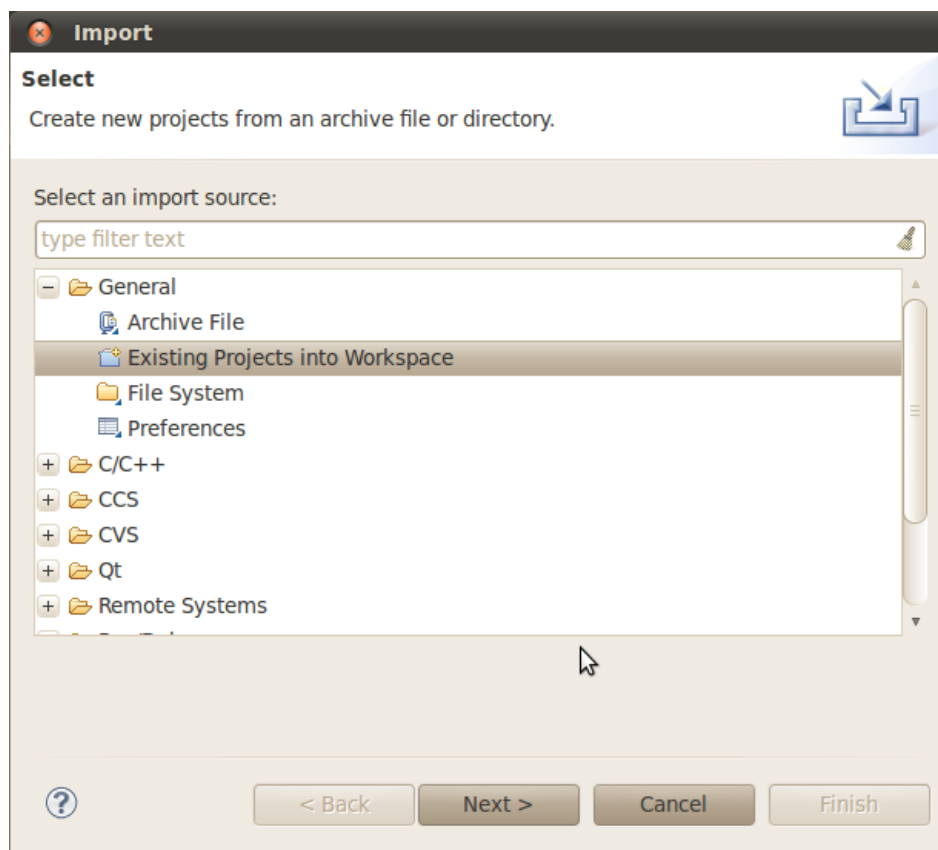 Import
Select
Create new projects from an archive file or directory.
Select an import source:
type filter text
General
Archive File
Existing Projects into Workspace
File System
Preferences
C/C++
CCS
CVS
Qt
Remote Systems
< Back Next > Cancel Finish